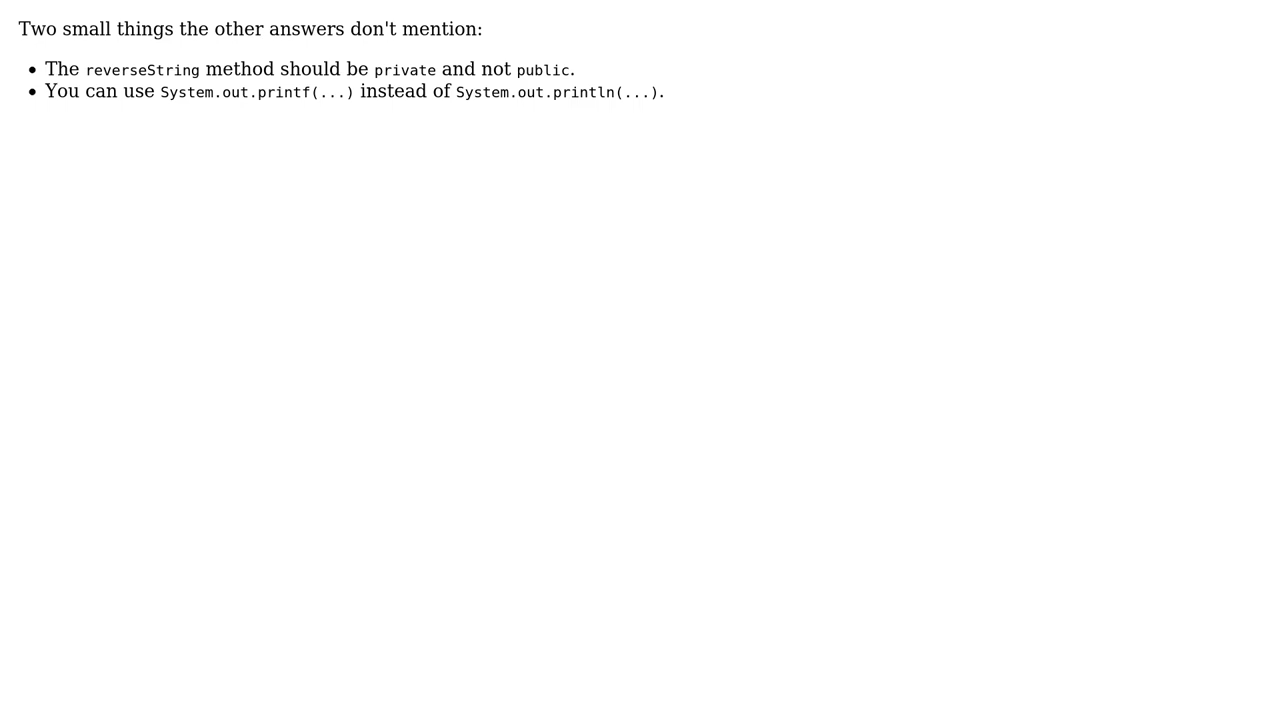 Two small things the other answers don't mention:
• The reverseString method should be private and not public.
• You can use System.out.printf(...) instead of System.out.println(...).